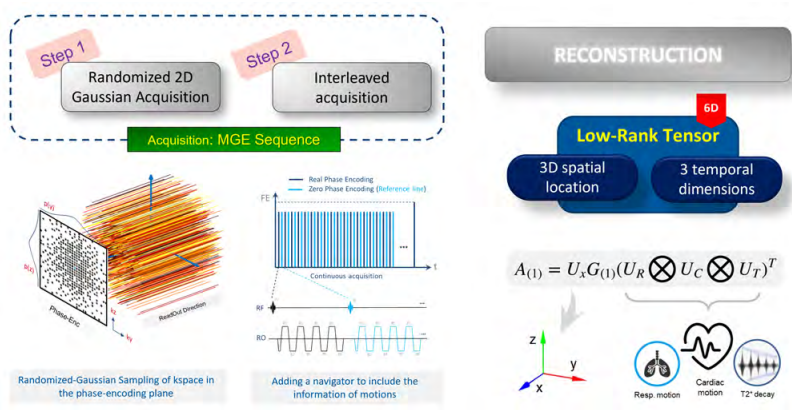 Step 1
Randomized 2D
Gaussian Acquisition
Step 2
Interleaved
acquisition
Acquisition: MGE Sequence
p(y)
p(z)
Phase-Enc
kz
ky
ReadOut Direction
Randomized-Gaussian Sampling of kspace in
the phase-encoding plane
Real Phase Encoding
Zero Phase Encoding (Reference line)
FE
...
t
Continuous acquisition
RF
RO
Adding a navigator to include the
information of motions
RECONSTRUCTION
6D
Low-Rank Tensor
3D spatial
location
3 temporal
dimensions
A₍₁₎ = UₓG₍₁₎(U_R ⊗ U_C ⊗ U_T)ᵀ
z
y
x
Resp. motion
Cardiac
motion
T2* decay